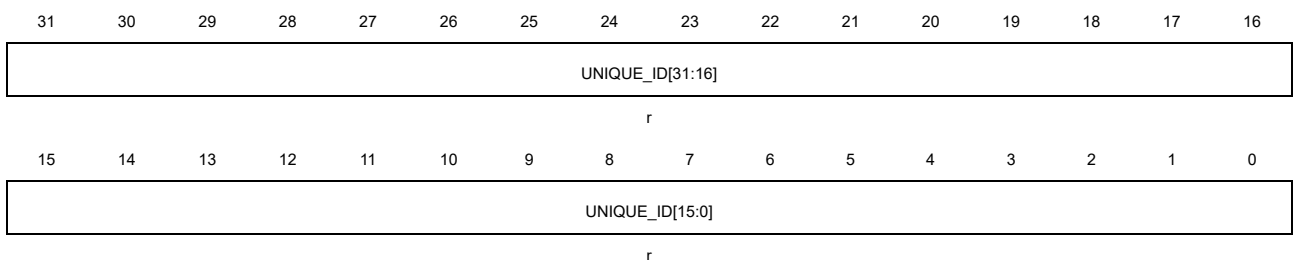 31 30 29 28 27 26 25 24 23 22 21 20 19 18 17 16
UNIQUE_ID[31:16]
r
15 14 13 12 11 10 9 8 7 6 5 4 3 2 1 0
UNIQUE_ID[15:0]
r